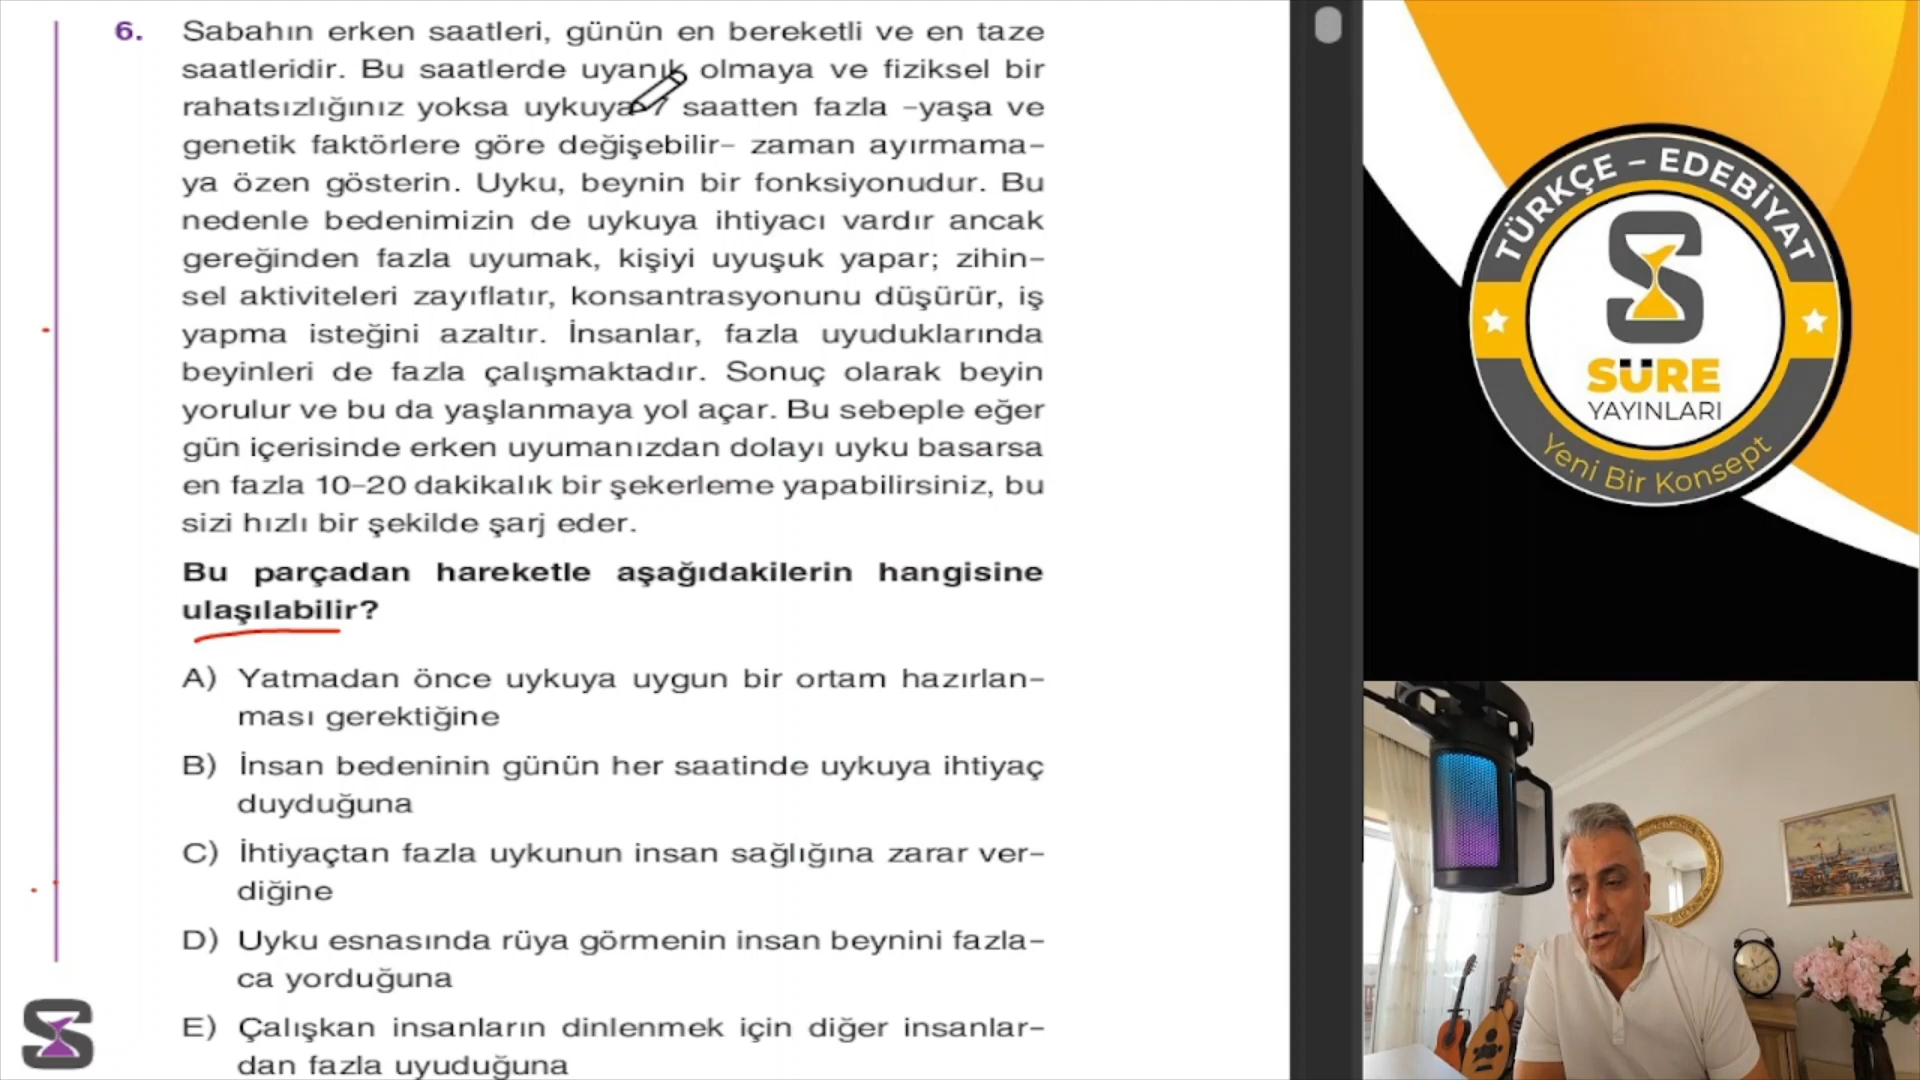 6. Sabahın erken saatleri, günün en bereketli ve en taze
saatleridir. Bu saatlerde uyanık olmaya ve fiziksel bir
rahatsızlığınız yoksa uykuya 7 saatten fazla –yaşa ve
genetik faktörlere göre değişebilir– zaman ayırmama-
ya özen gösterin. Uyku, beynin bir fonksiyonudur. Bu
nedenle bedenimizin de uykuya ihtiyacı vardır ancak
gereğinden fazla uyumak, kişiyi uyuşuk yapar; zihin-
sel aktiviteleri zayıflatır, konsantrasyonunu düşürür, iş
yapma isteğini azaltır. İnsanlar, fazla uyuduklarında
beyinleri de fazla çalışmaktadır. Sonuç olarak beyin
yorulur ve bu da yaşlanmaya yol açar. Bu sebeple eğer
gün içerisinde erken uyumanızdan dolayı uyku basarsa
en fazla 10–20 dakikalık bir şekerleme yapabilirsiniz, bu
sizi hızlı bir şekilde şarj eder.
Bu parçadan hareketle aşağıdakilerin hangisine
ulaşılabilir?
A) Yatmadan önce uykuya uygun bir ortam hazırlan-
ması gerektiğine
B) İnsan bedeninin günün her saatinde uykuya ihtiyaç
duyduğuna
C) İhtiyaçtan fazla uykunun insan sağlığına zarar ver-
diğine
D) Uyku esnasında rüya görmenin insan beynini fazla-
ca yorduğuna
E) Çalışkan insanların dinlenmek için diğer insanlar-
dan fazla uyuduğuna
TÜRKÇE – EDEBİYAT
SÜRE
YAYINLARI
Yeni Bir Konsept